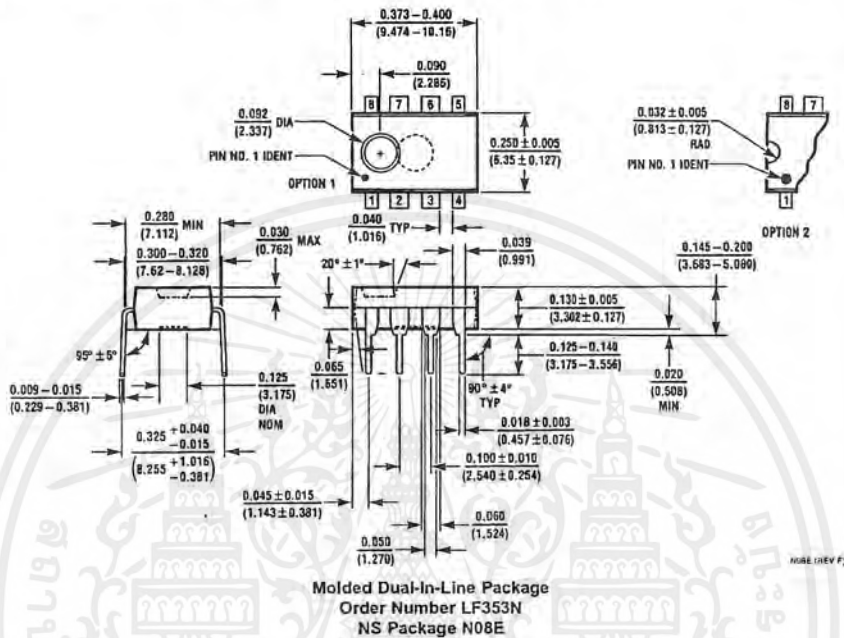 0.373–0.400
(9.474–10.16)
0.090
(2.286)
8 7 6 5
0.092 DIA
(2.337)
PIN NO. 1 IDENT
OPTION 1
0.250 ± 0.005
(6.35 ± 0.127)
1 2 3 4
0.032 ± 0.005
(0.813 ± 0.127)
RAD
PIN NO. 1 IDENT
8 7
1
OPTION 2
0.280 MIN
(7.112)
0.300–0.320
(7.62–8.128)
0.030 MAX
(0.762)
0.040 TYP
(1.016)
0.039
(0.991)
20° ± 1°
0.145–0.200
(3.683–5.080)
0.130 ± 0.005
(3.302 ± 0.127)
0.125–0.140
(3.175–3.556)
0.020
(0.508)
MIN
95° ± 5°
0.009–0.015
(0.229–0.381)
0.125
(3.175)
DIA
NOM
0.065
(1.651)
90° ± 4°
TYP
0.018 ± 0.003
(0.457 ± 0.076)
0.325 +0.040 −0.015
(8.255 +1.016 −0.381)
0.100 ± 0.010
(2.540 ± 0.254)
0.045 ± 0.015
(1.143 ± 0.381)
0.060
(1.524)
0.050
(1.270)
N08E (REV F)
Molded Dual-In-Line Package
Order Number LF353N
NS Package N08E